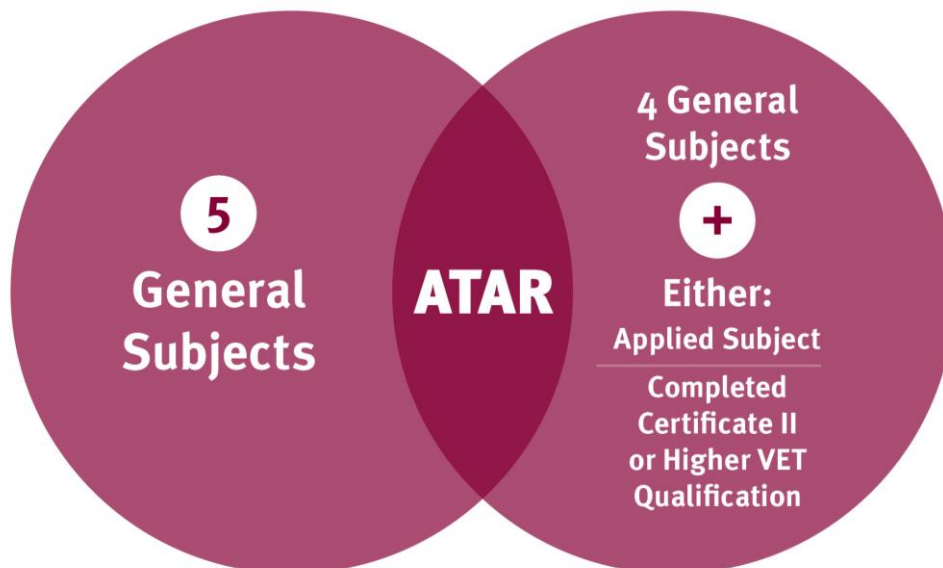 5
General
Subjects
ATAR
4 General
Subjects
+
Either:
Applied Subject
Completed
Certificate II
or Higher VET
Qualification